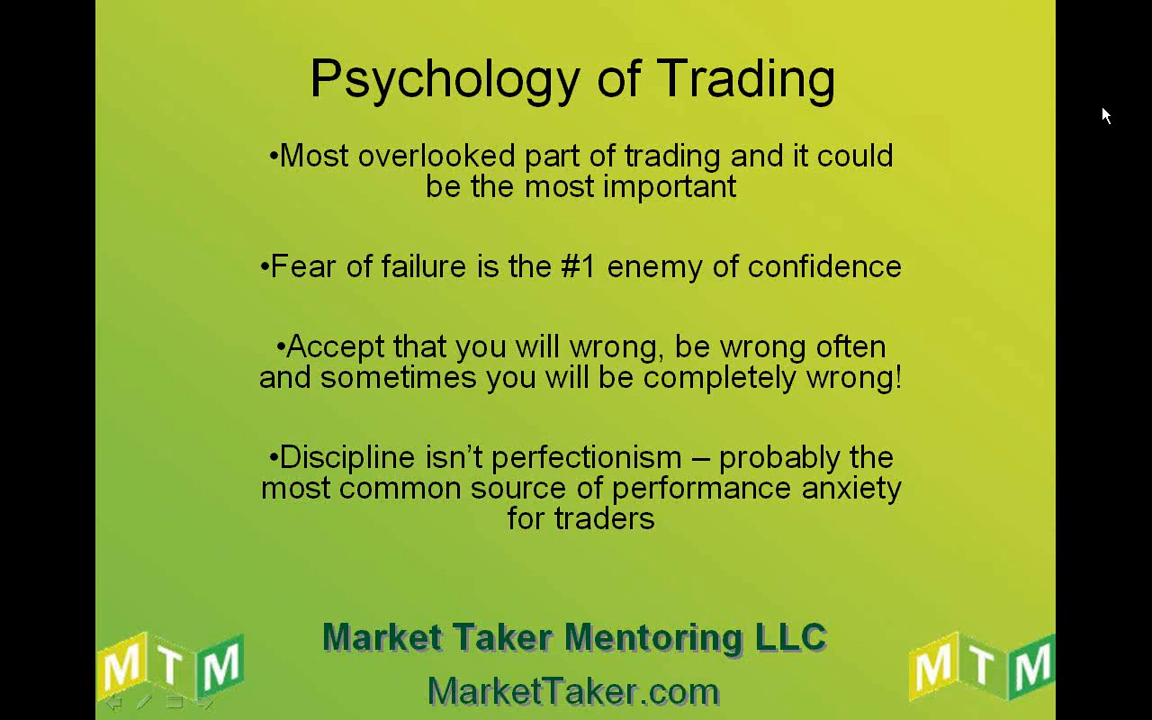 Psychology of Trading
•Most overlooked part of trading and it could
be the most important
•Fear of failure is the #1 enemy of confidence
•Accept that you will wrong, be wrong often
and sometimes you will be completely wrong!
•Discipline isn’t perfectionism – probably the
most common source of performance anxiety
for traders
Market Taker Mentoring LLC
MTM
MTM
MarketTaker.com